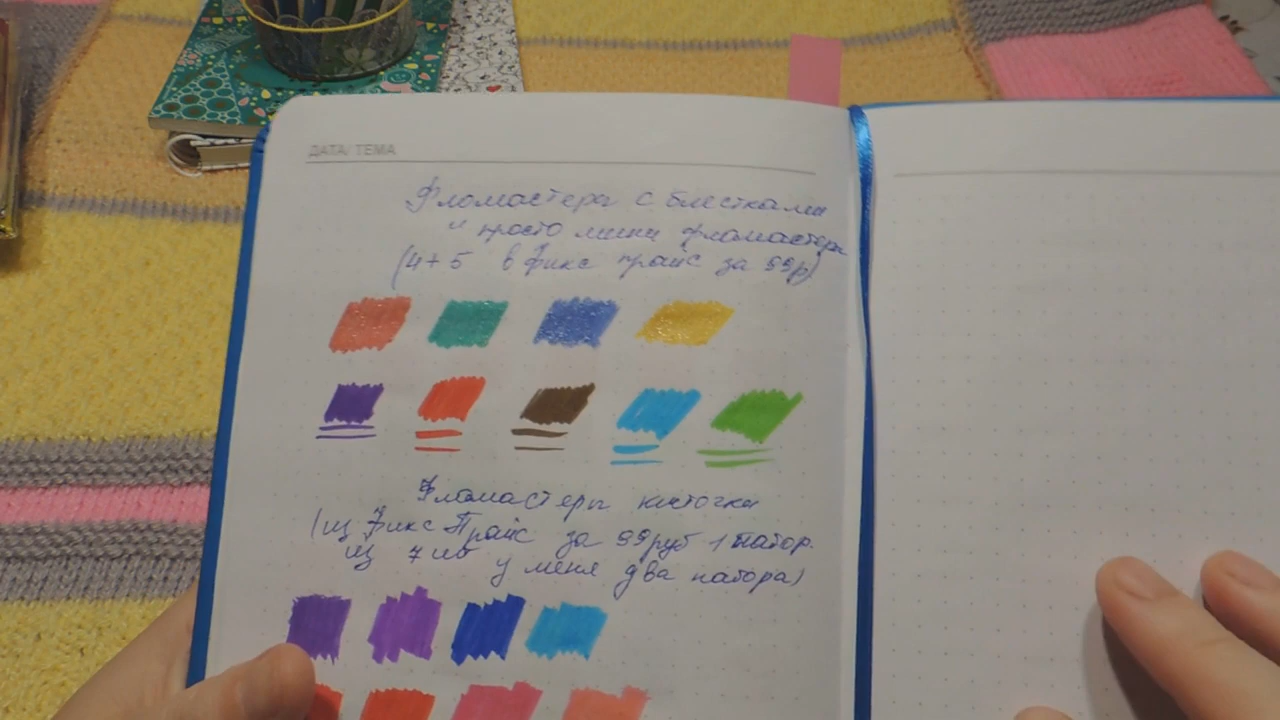 ДАТА: ТЕМА
Фломастеры с блестками
и просто мини фломастеры
(4+5 в фикс прайс за 99р)
Фломастеры кисточки
(из Фикс Прайс за 99руб 1 набор.
из 7 шт у меня два набора)